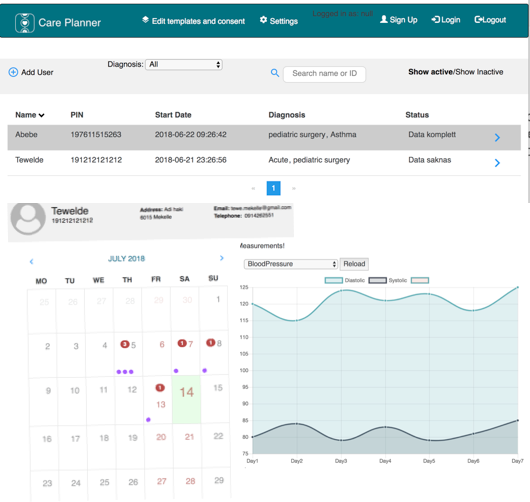 Care Planner
Edit templates and consent
Settings
Logged in as: null
Sign Up
Login
Logout
Add User
Diagnosis: All
Search name or ID
Show active/Show Inactive
Name PIN Start Date Diagnosis Status
Abebe 197611515263 2018-06-22 09:26:42 pediatric surgery, Asthma Data komplett
Tewelde 191212121212 2018-06-21 23:26:56 Acute, pediatric surgery Data saknas
« 1 »
Tewelde
191212121212
Address: Adi haki
6015 Mekelle
Email: tewe.mekelle@gmail.com
Telephone: 0914262551
JULY 2018
MO TU WE TH FR SA SU
25 26 27 28 29 30 1
2 3 4 3 5 6 1 7 1 8
9 10 11 12 1 13 14 15
16 17 18 19 20 21 22
23 24 25 26 27 28 29
Measurements!
BloodPressure Reload
Diastolic Systolic
125
120
115
110
105
100
95
90
85
80
75
Day1 Day2 Day3 Day4 Day5 Day6 Day7